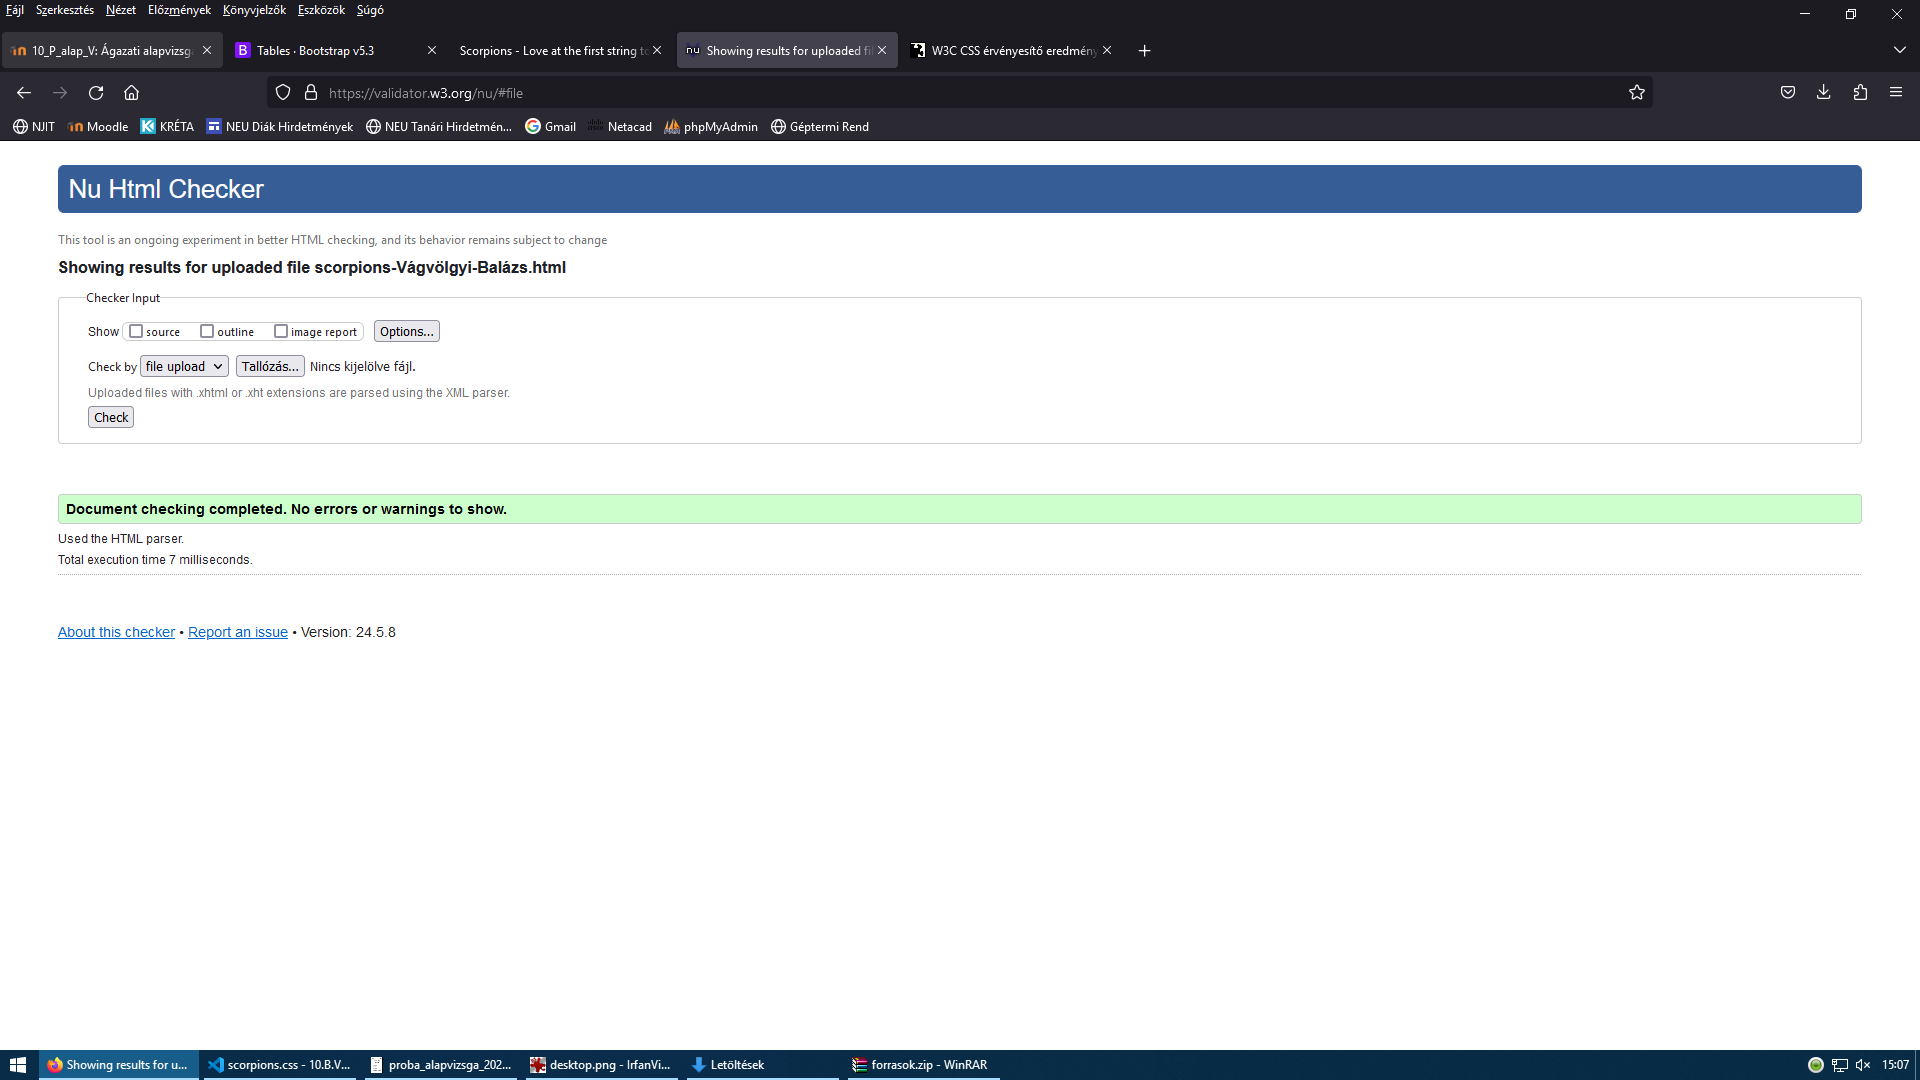 Fájl Szerkesztés Nézet Előzmények Könyvjelzők Eszközök Súgó
10_P_alap_V: Ágazati alapvizsga
Tables · Bootstrap v5.3
Scorpions - Love at the first string to
Showing results for uploaded fi
W3C CSS érvényesítő eredmény
https://validator.w3.org/nu/#file
NJIT Moodle KRÉTA NEU Diák Hirdetmények NEU Tanári Hirdetmén... Gmail Netacad phpMyAdmin Géptermi Rend
Nu Html Checker
This tool is an ongoing experiment in better HTML checking, and its behavior remains subject to change
Showing results for uploaded file scorpions-Vágvölgyi-Balázs.html
Checker Input
Show source outline image report Options...
Check by file upload Tallózás... Nincs kijelölve fájl.
Uploaded files with .xhtml or .xht extensions are parsed using the XML parser.
Check
Document checking completed. No errors or warnings to show.
Used the HTML parser.
Total execution time 7 milliseconds.
About this checker • Report an issue • Version: 24.5.8
Showing results for u... scorpions.css - 10.B.V... proba_alapvizsga_202... desktop.png - IrfanVi... Letöltések forrasok.zip - WinRAR 15:07